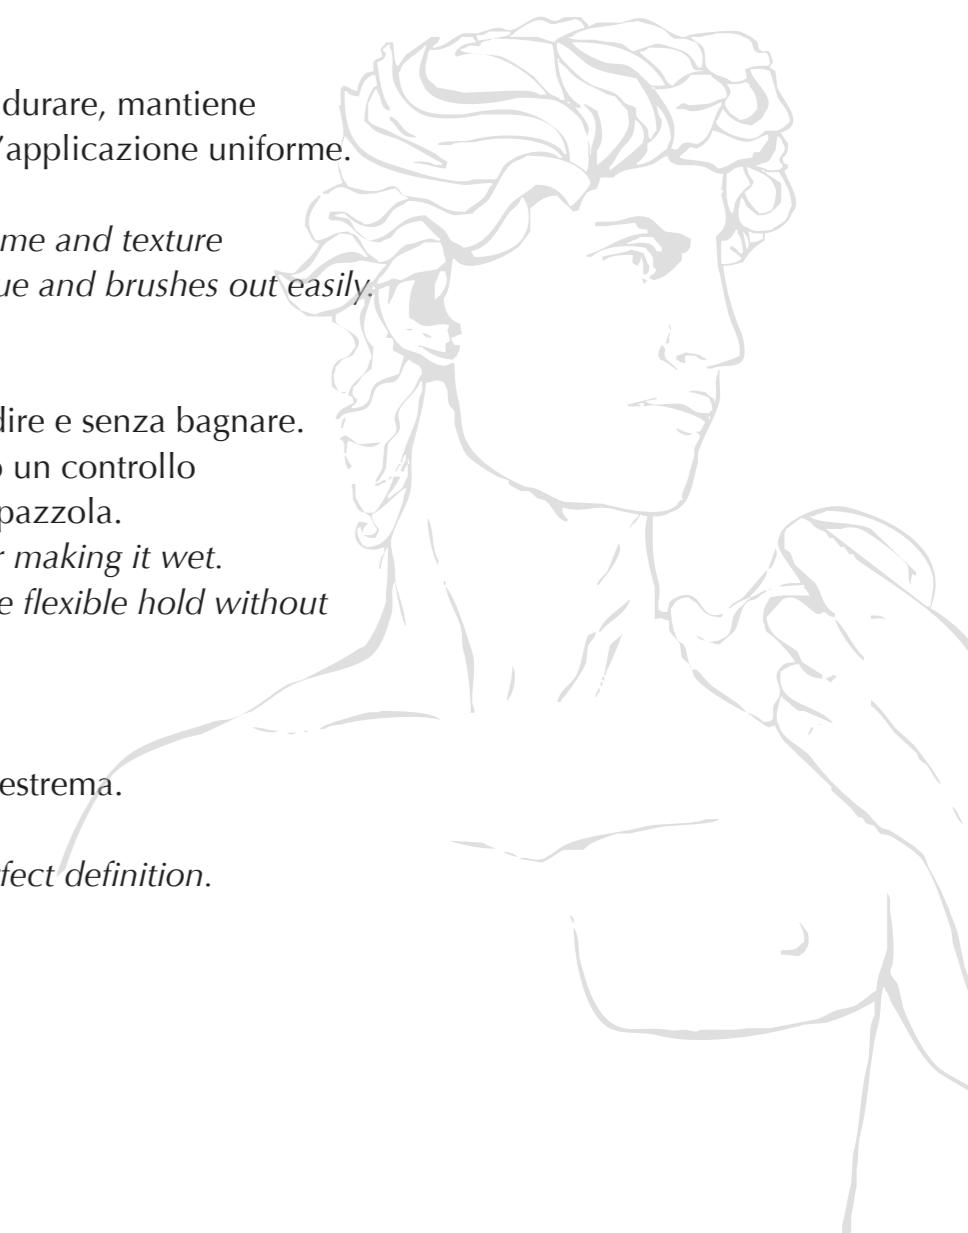 durare, mantiene
’applicazione uniforme.
me and texture
ue and brushes out easily.
dire e senza bagnare.
un controllo
pazzola.
r making it wet.
e flexible hold without
estrema.
fect definition.